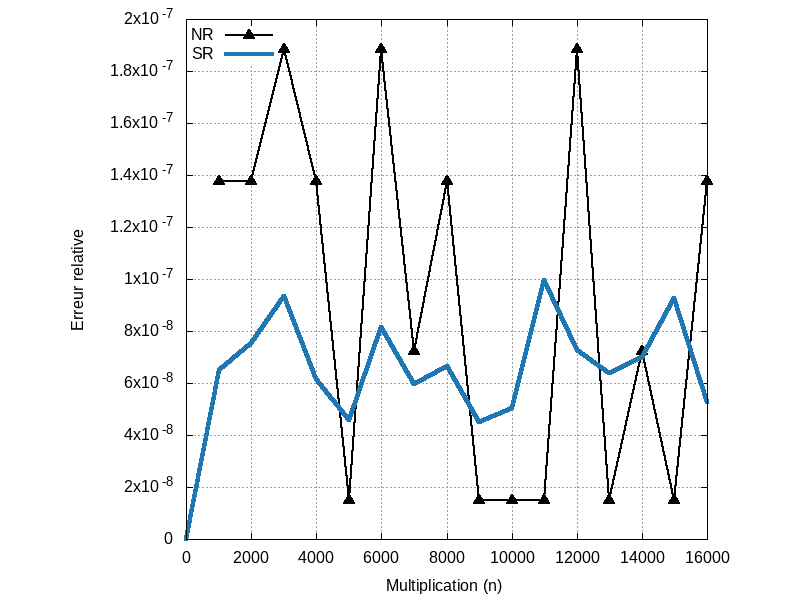 NR
SR
2x10 -7
1.8x10 -7
1.6x10 -7
1.4x10 -7
1.2x10 -7
1x10 -7
8x10 -8
6x10 -8
4x10 -8
2x10 -8
0
Erreur relative
0 2000 4000 6000 8000 10000 12000 14000 16000
Multiplication (n)